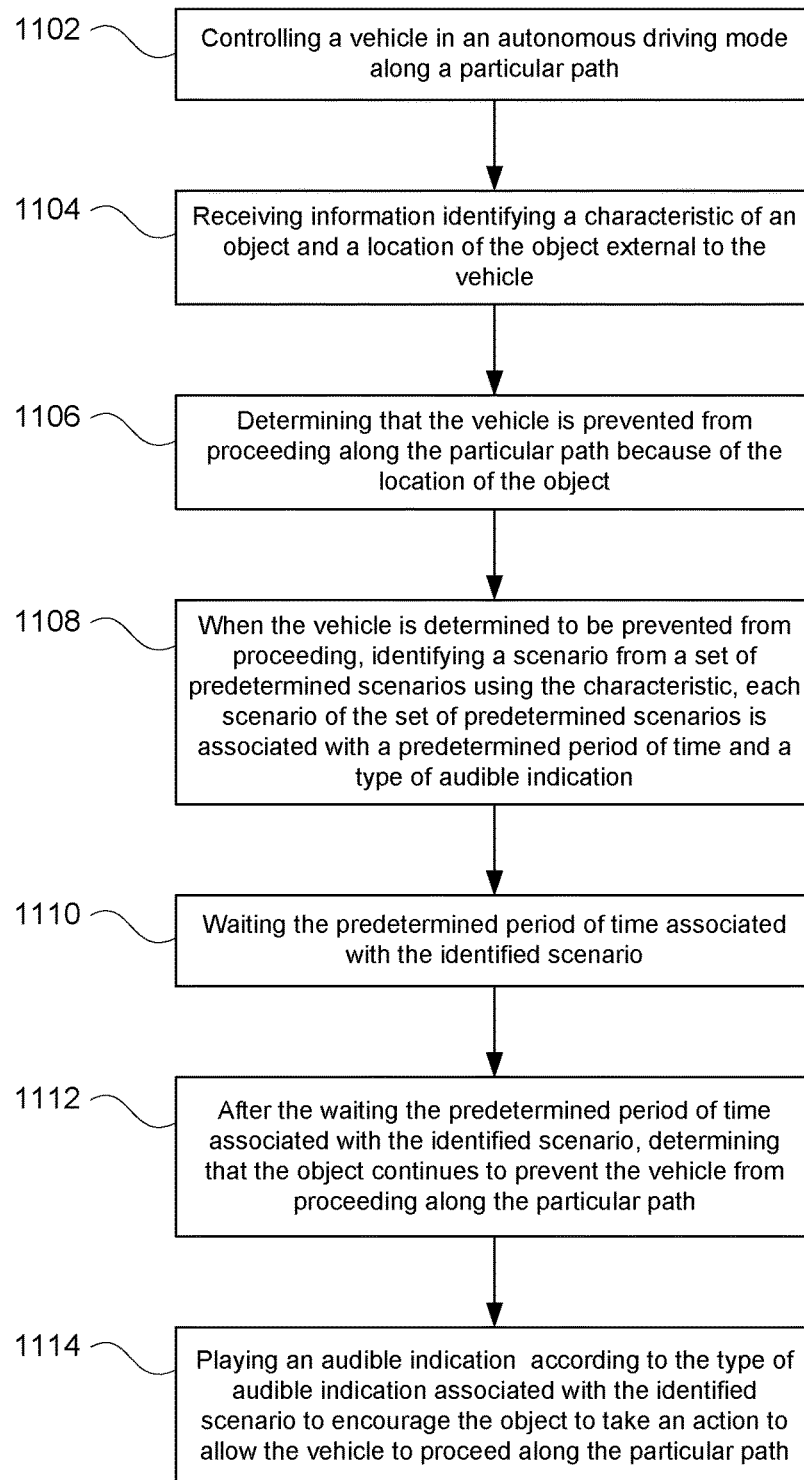 1102
Controlling a vehicle in an autonomous driving mode
along a particular path
1104
Receiving information identifying a characteristic of an
object and a location of the object external to the
vehicle
1106
Determining that the vehicle is prevented from
proceeding along the particular path because of the
location of the object
1108
When the vehicle is determined to be prevented from
proceeding, identifying a scenario from a set of
predetermined scenarios using the characteristic, each
scenario of the set of predetermined scenarios is
associated with a predetermined period of time and a
type of audible indication
1110
Waiting the predetermined period of time associated
with the identified scenario
1112
After the waiting the predetermined period of time
associated with the identified scenario, determining
that the object continues to prevent the vehicle from
proceeding along the particular path
1114
Playing an audible indication according to the type of
audible indication associated with the identified
scenario to encourage the object to take an action to
allow the vehicle to proceed along the particular path